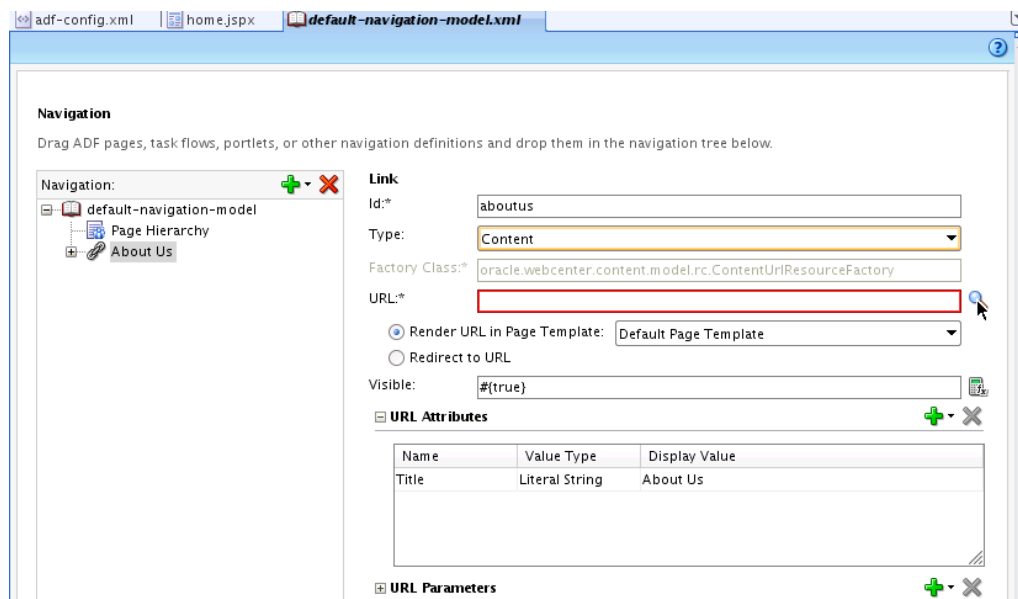 adf-config.xml home.jspx default-navigation-model.xml
?
Navigation
Drag ADF pages, task flows, portlets, or other navigation definitions and drop them in the navigation tree below.
Navigation:
default-navigation-model
Page Hierarchy
About Us
Link
Id:* aboutus
Type: Content
Factory Class:* oracle.webcenter.content.model.rc.ContentUrlResourceFactory
URL:*
Render URL in Page Template: Default Page Template
Redirect to URL
Visible: #{true}
URL Attributes
Name Value Type Display Value
Title Literal String About Us
URL Parameters